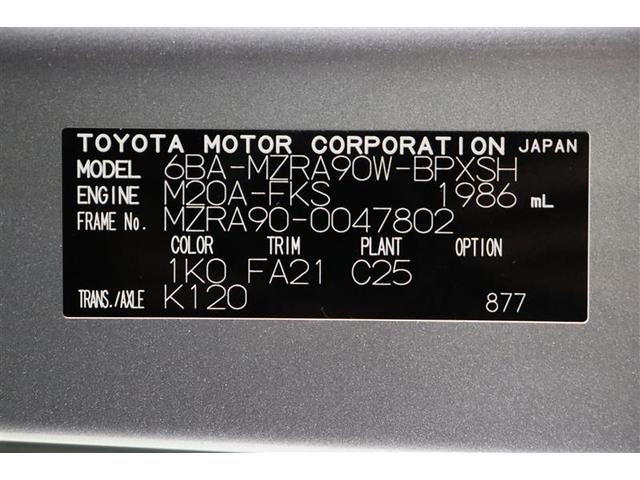 TOYOTA MOTOR CORPORATION JAPAN
MODEL 6BA-MZRA90W-BPXSH
ENGINE M20A-FKS 1986 mL
FRAME No. MZRA90-0047802
COLOR TRIM PLANT OPTION
1K0 FA21 C25
TRANS./AXLE K120 877